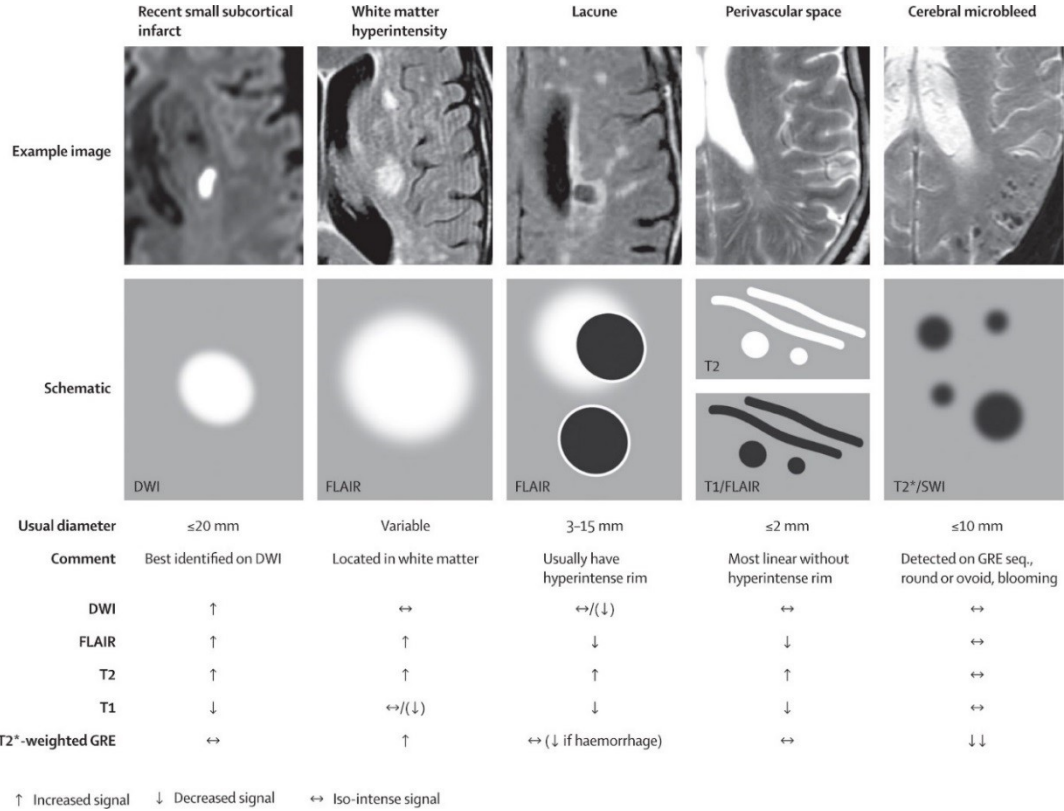 Recent small subcortical infarct
White matter hyperintensity
Lacune
Perivascular space
Cerebral microbleed
Example image
Schematic
DWI
FLAIR
FLAIR
T2
T1/FLAIR
T2*/SWI
Usual diameter ≤20 mm Variable 3–15 mm ≤2 mm ≤10 mm
Comment Best identified on DWI Located in white matter Usually have hyperintense rim Most linear without hyperintense rim Detected on GRE seq., round or ovoid, blooming
DWI ↑ ↔ ↔/(↓) ↔ ↔
FLAIR ↑ ↑ ↓ ↓ ↔
T2 ↑ ↑ ↑ ↑ ↔
T1 ↓ ↔/(↓) ↓ ↓ ↔
T2*-weighted GRE ↔ ↑ ↔ (↓ if haemorrhage) ↔ ↓↓
↑ Increased signal ↓ Decreased signal ↔ Iso-intense signal